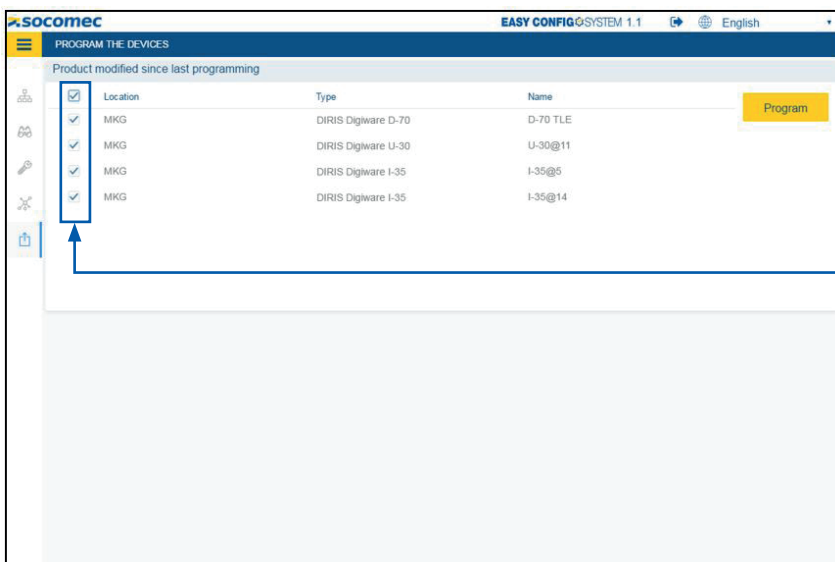 socomec EASY CONFIG SYSTEM 1.1 English
PROGRAM THE DEVICES
Product modified since last programming
Location Type Name
Program
MKG DIRIS Digiware D-70 D-70 TLE
MKG DIRIS Digiware U-30 U-30@11
MKG DIRIS Digiware I-35 I-35@5
MKG DIRIS Digiware I-35 I-35@14